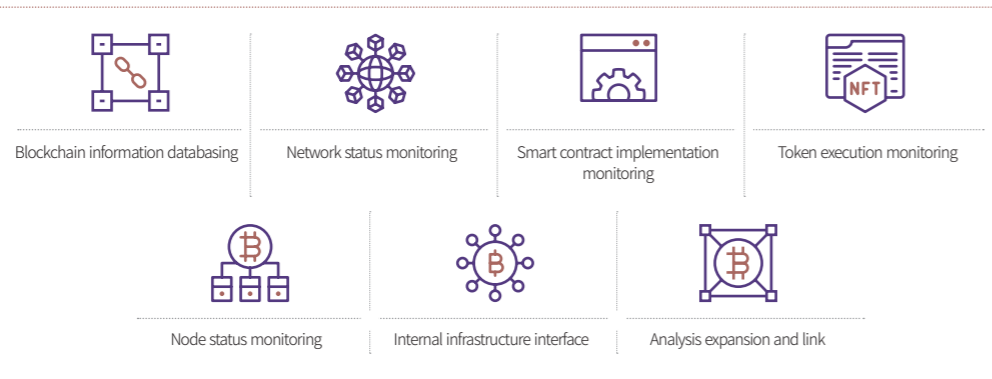 NFT
Blockchain information databasing
Network status monitoring
Smart contract implementation
monitoring
Token execution monitoring
Node status monitoring
Internal infrastructure interface
Analysis expansion and link